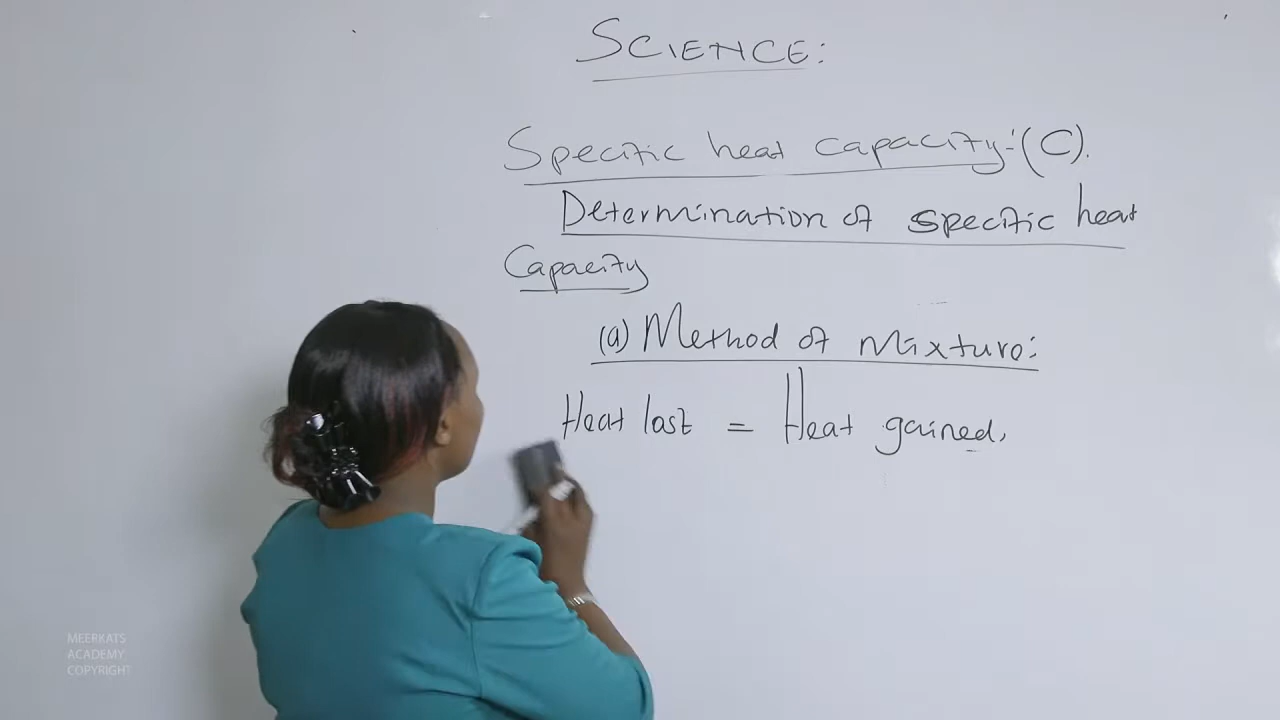 SCIENCE:
Specific heat capacity:(C).
Determination of specific heat
Capacity
(a) Method of mixture:
Heat lost = Heat gained.
MEERKATS
ACADEMY
COPYRIGHT